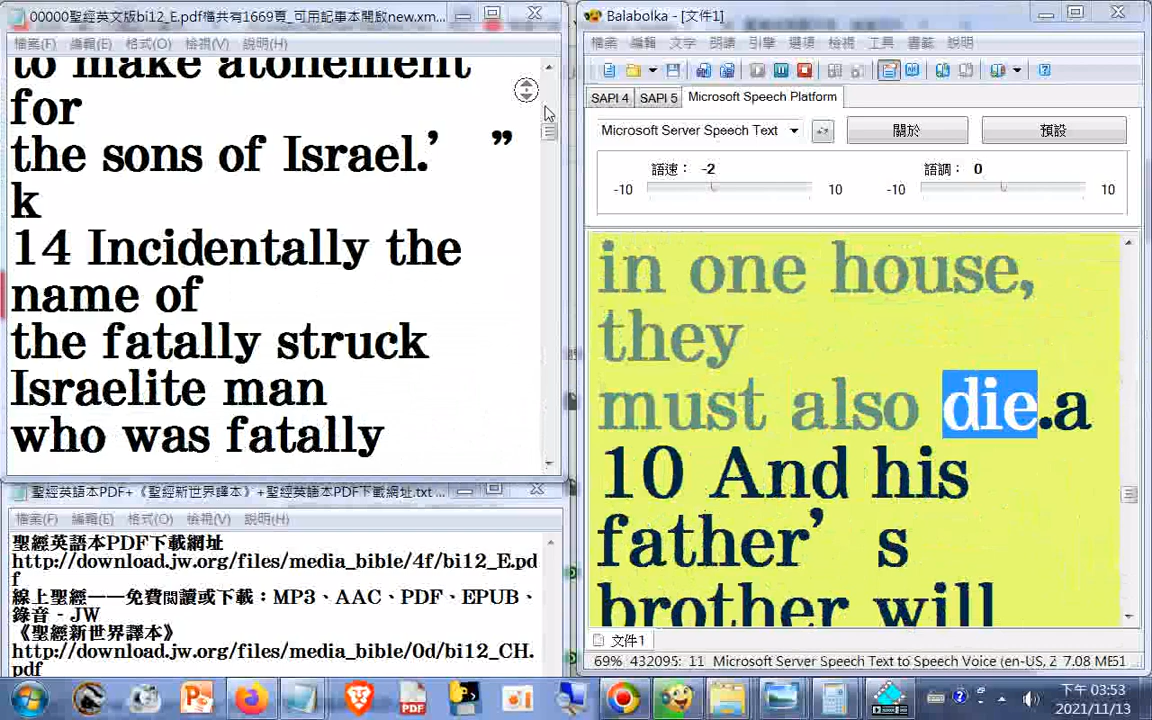 00000聖經英文版bi12_E.pdf檔共有1669頁_可用記事本開啟new.xm...
檔案(F) 編輯(E) 格式(O) 檢視(V) 說明(H)
to make atonement
for
the sons of Israel.’ ”
k
14 Incidentally the
name of
the fatally struck
Israelite man
who was fatally
聖經英語本PDF+《聖經新世界譯本》+聖經英語本PDF下載網址.txt ...
檔案(F) 編輯(E) 格式(O) 檢視(V) 說明(H)
聖經英語本PDF下載網址
http://download.jw.org/files/media_bible/4f/bi12_E.pd
f
線上聖經——免費閱讀或下載：MP3、AAC、PDF、EPUB、
錄音 - JW
《聖經新世界譯本》
http://download.jw.org/files/media_bible/0d/bi12_CH.
pdf
Balabolka - [文件1]
檔案 編輯 文字 朗讀 引擎 選項 檢視 工具 書籤 說明
SAPI 4 SAPI 5 Microsoft Speech Platform
Microsoft Server Speech Text 關於 預設
語速： -2 語調： 0
-10 10 -10 10
in one house,
they
must also die.a
10 And his
father’ s
brother will
文件1
69% 432095: 11 Microsoft Server Speech Text to Speech Voice (en-US, Z 7.08 ME51
下午 03:53
2021/11/13